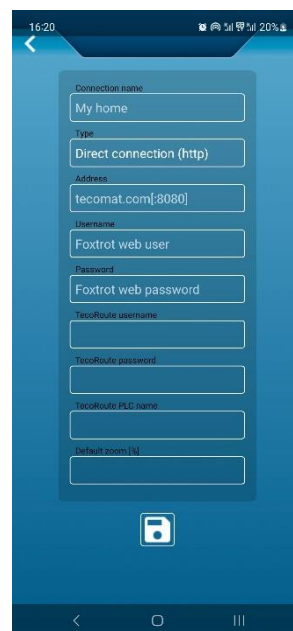 16:20
20%
Connection name
My home
Type
Direct connection (http)
Address
tecomat.com[:8080]
Username
Foxtrot web user
Password
Foxtrot web password
TecoRoute username
TecoRoute password
TecoRoute PLC name
Default zoom [%]